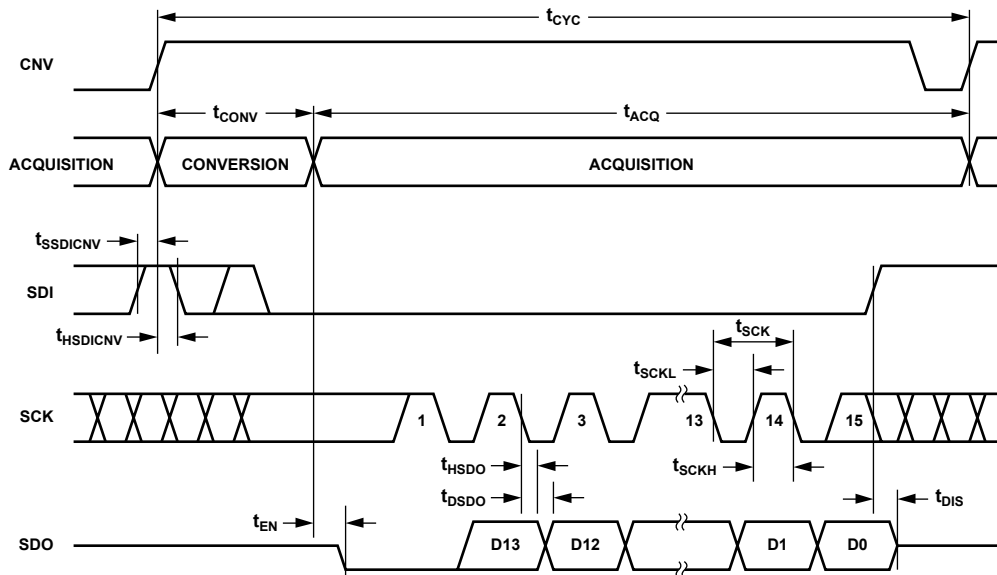 tCYC
CNV
tCONV
tACQ
ACQUISITION
CONVERSION
ACQUISITION
tSSDICNV
SDI
tHSDICNV
tSCK
tSCKL
SCK
1
2
3
13
14
15
tHSDO
tSCKH
tDSDO
tEN
tDIS
SDO
D13
D12
D1
D0